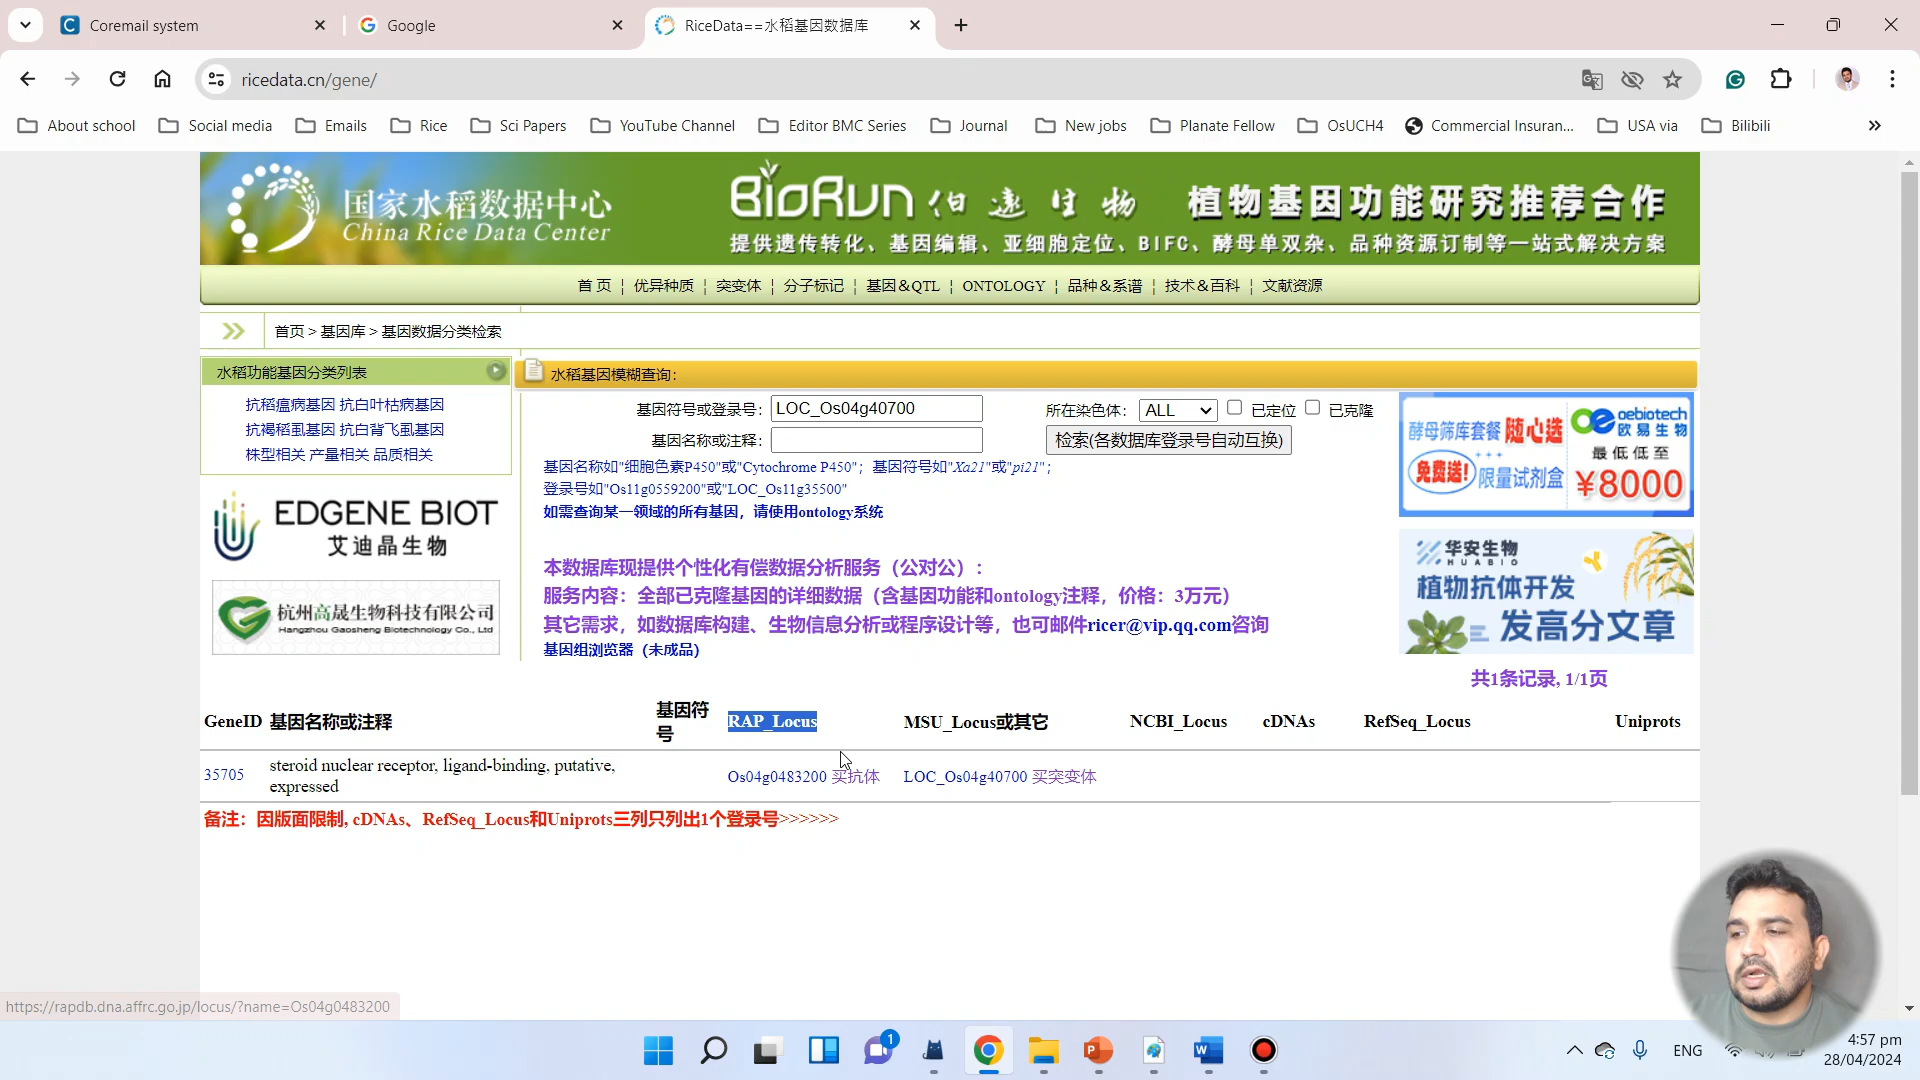 Coremail system
Google
RiceData==水稻基因数据库
ricedata.cn/gene/
About school
Social media
Emails
Rice
Sci Papers
YouTube Channel
Editor BMC Series
Journal
New jobs
Planate Fellow
OsUCH4
Commercial Insuran...
USA via
Bilibili
国家水稻数据中心
China Rice Data Center
BioRun 伯远生物 植物基因功能研究推荐合作
提供遗传转化、基因编辑、亚细胞定位、BIFC、酵母单双杂、品种资源订制等一站式解决方案
首 页 ¦ 优异种质 ¦ 突变体 ¦ 分子标记 ¦ 基因＆QTL ¦ ONTOLOGY ¦ 品种＆系谱 ¦ 技术＆百科 ¦ 文献资源
首页 > 基因库 > 基因数据分类检索
水稻功能基因分类列表
抗稻瘟病基因 抗白叶枯病基因
抗褐稻虱基因 抗白背飞虱基因
株型相关 产量相关 品质相关
EDGENE BIOT
艾迪晶生物
杭州高晟生物科技有限公司
Hangzhou Gaosheng Biotechnology Co., Ltd
水稻基因模糊查询：
基因符号或登录号： LOC_Os04g40700 所在染色体： ALL 已定位 已克隆
基因名称或注释： 检索(各数据库登录号自动互换)
基因名称如"细胞色素P450"或"Cytochrome P450"；基因符号如"Xa21"或"pi21"；
登录号如"Os11g0559200"或"LOC_Os11g35500"
如需查询某一领域的所有基因，请使用ontology系统
本数据库现提供个性化有偿数据分析服务（公对公）：
服务内容：全部已克隆基因的详细数据（含基因功能和ontology注释，价格：3万元）
其它需求，如数据库构建、生物信息分析或程序设计等，也可邮件ricer@vip.qq.com咨询
基因组浏览器（未成品）
酵母筛库套餐 随心选
免费送! 限量试剂盒
oebiotech
欧易生物
最低低至
¥8000
华安生物
HUABIO
植物抗体开发
发高分文章
共1条记录, 1/1页
GeneID 基因名称或注释 基因符号 RAP_Locus MSU_Locus或其它 NCBI_Locus cDNAs RefSeq_Locus Uniprots
35705 steroid nuclear receptor, ligand-binding, putative, expressed Os04g0483200 买抗体 LOC_Os04g40700 买突变体
备注：因版面限制, cDNAs、RefSeq_Locus和Uniprots三列只列出1个登录号>>>>>>
https://rapdb.dna.affrc.go.jp/locus/?name=Os04g0483200
1
ENG
4:57 pm
28/04/2024